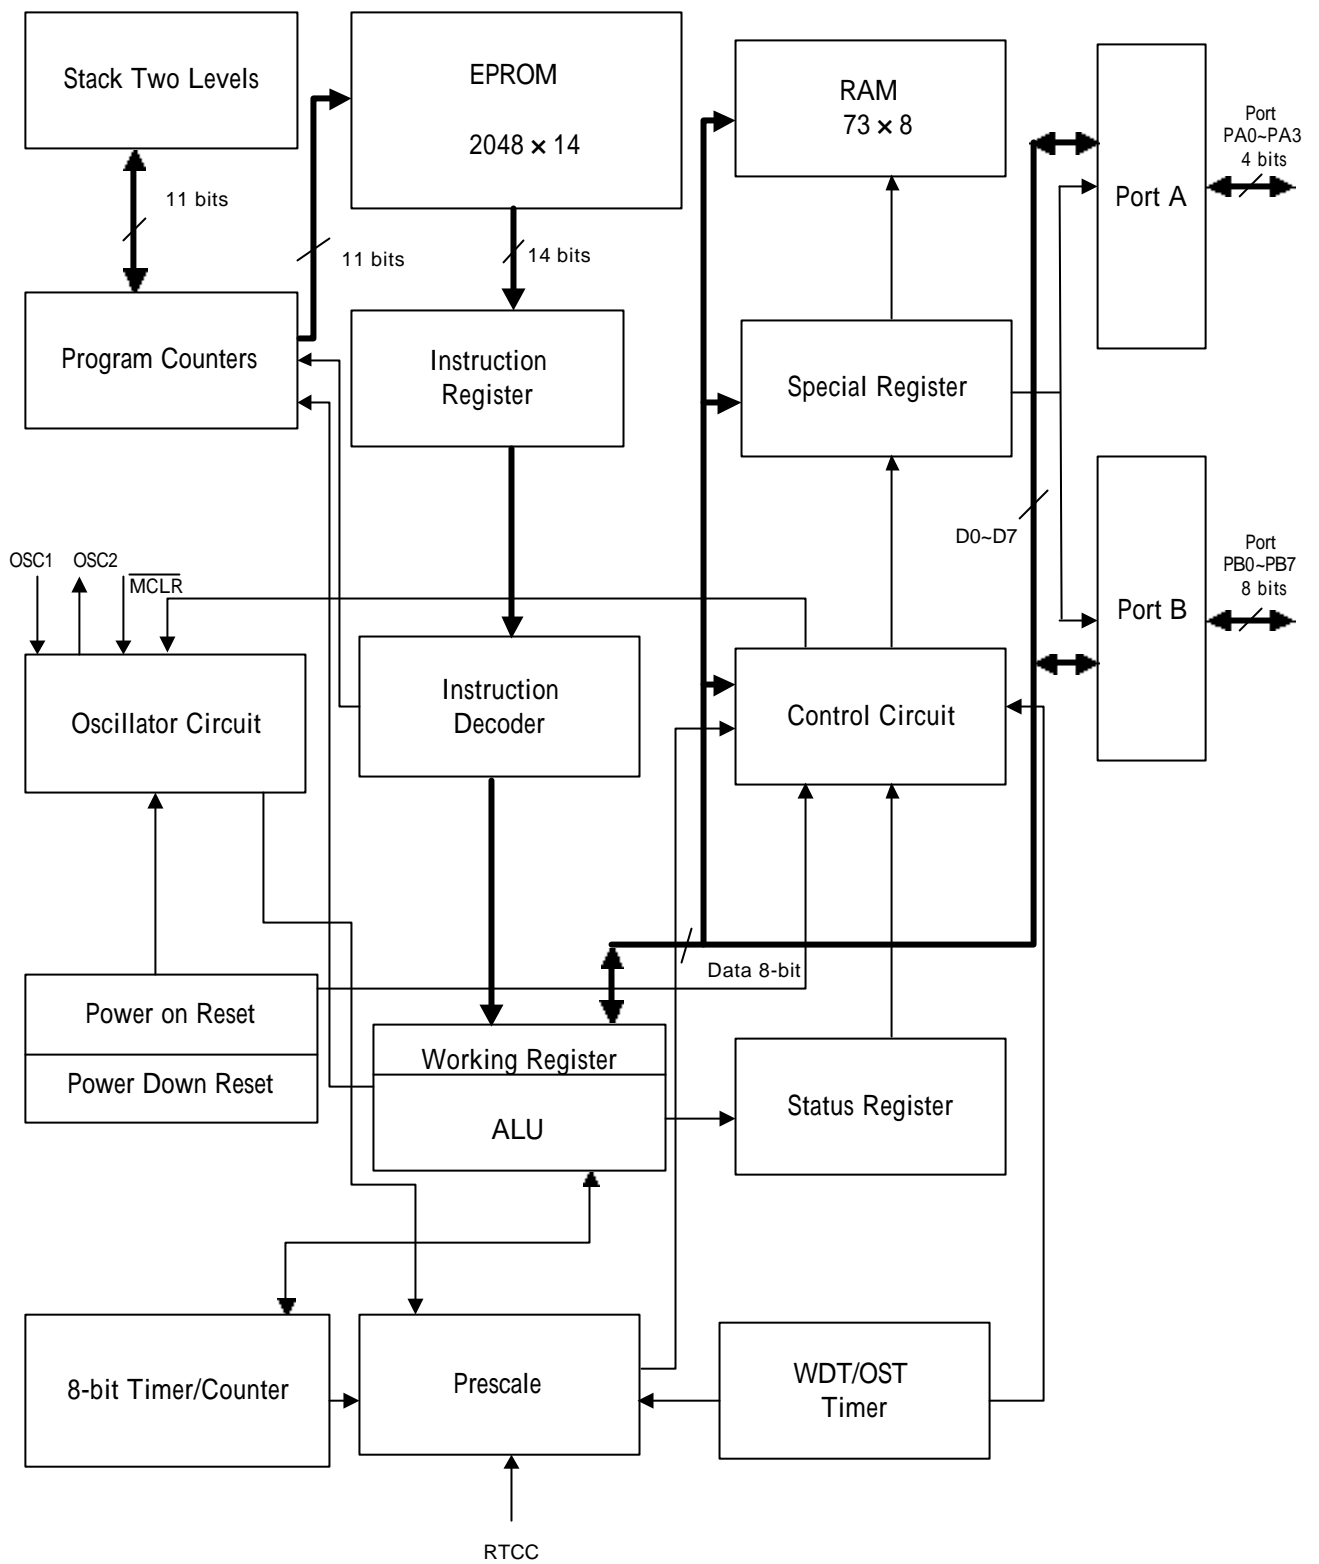 Stack Two Levels
EPROM
2048 × 14
RAM
73 × 8
Port A
Port
PA0~PA3
4 bits
11 bits
11 bits
14 bits
Program Counters
Instruction
Register
Special Register
D0~D7
Port B
Port
PB0~PB7
8 bits
OSC1
OSC2
MCLR
Oscillator Circuit
Instruction
Decoder
Control Circuit
Data 8-bit
Power on Reset
Power Down Reset
Working Register
ALU
Status Register
8-bit Timer/Counter
Prescale
WDT/OST
Timer
RTCC